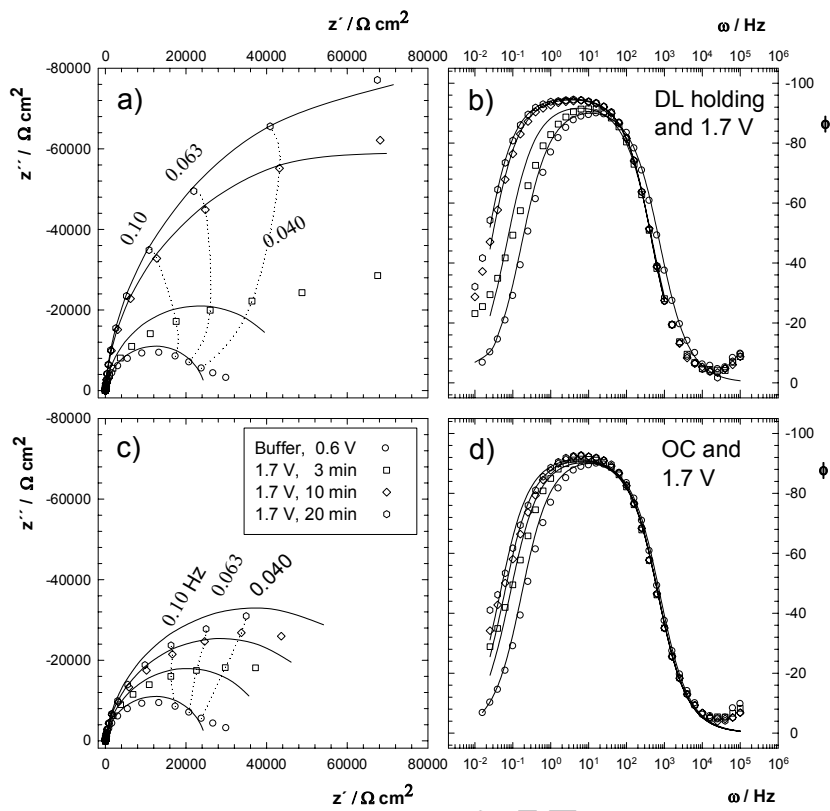 z´ / Ω cm²
ω / Hz
0 20000 40000 60000 80000
10⁻² 10⁻¹ 10⁰ 10¹ 10² 10³ 10⁴ 10⁵ 10⁶
-80000
-60000
-40000
-20000
0
z´´ / Ω cm²
a)
0.10
0.063
0.040
b)
DL holding
and 1.7 V
-100
-80
-60
-40
-20
0
ϕ
-80000
-60000
-40000
-20000
0
z´´ / Ω cm²
c)
Buffer, 0.6 V
1.7 V, 3 min
1.7 V, 10 min
1.7 V, 20 min
0.10 Hz
0.063
0.040
d)
OC and
1.7 V
-100
-80
-60
-40
-20
0
ϕ
0 20000 40000 60000 80000
10⁻² 10⁻¹ 10⁰ 10¹ 10² 10³ 10⁴ 10⁵ 10⁶
z´ / Ω cm²
ω / Hz